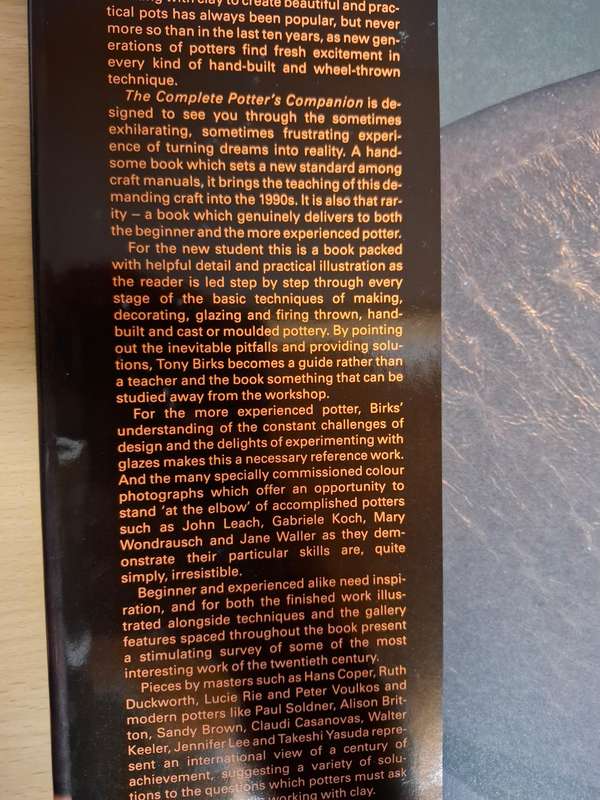 with clay to create beautiful and prac-
tical pots has always been popular, but never
more so than in the last ten years, as new gen-
erations of potters find fresh excitement in
every kind of hand-built and wheel-thrown
technique.
The Complete Potter's Companion is de-
signed to see you through the sometimes
exhilarating, sometimes frustrating experi-
ence of turning dreams into reality. A hand-
some book which sets a new standard among
craft manuals, it brings the teaching of this de-
manding craft into the 1990s. It is also that rar-
ity – a book which genuinely delivers to both
the beginner and the more experienced potter.
For the new student this is a book packed
with helpful detail and practical illustration as
the reader is led step by step through every
stage of the basic techniques of making,
decorating, glazing and firing thrown, hand-
built and cast or moulded pottery. By pointing
out the inevitable pitfalls and providing solu-
tions, Tony Birks becomes a guide rather than
a teacher and the book something that can be
studied away from the workshop.
For the more experienced potter, Birks'
understanding of the constant challenges of
design and the delights of experimenting with
glazes makes this a necessary reference work.
And the many specially commissioned colour
photographs which offer an opportunity to
stand 'at the elbow' of accomplished potters
such as John Leach, Gabriele Koch, Mary
Wondrausch and Jane Waller as they dem-
onstrate their particular skills are, quite
simply, irresistible.
Beginner and experienced alike need inspi-
ration, and for both the finished work illus-
trated alongside techniques and the gallery
features spaced throughout the book present
a stimulating survey of some of the most
interesting work of the twentieth century.
Pieces by masters such as Hans Coper, Ruth
Duckworth, Lucie Rie and Peter Voulkos and
modern potters like Paul Soldner, Alison Brit-
ton, Sandy Brown, Claudi Casanovas, Walter
Keeler, Jennifer Lee and Takeshi Yasuda repre-
sent an international view of a century of
achievement, suggesting a variety of solu-
tions to the questions which potters must ask
working with clay.